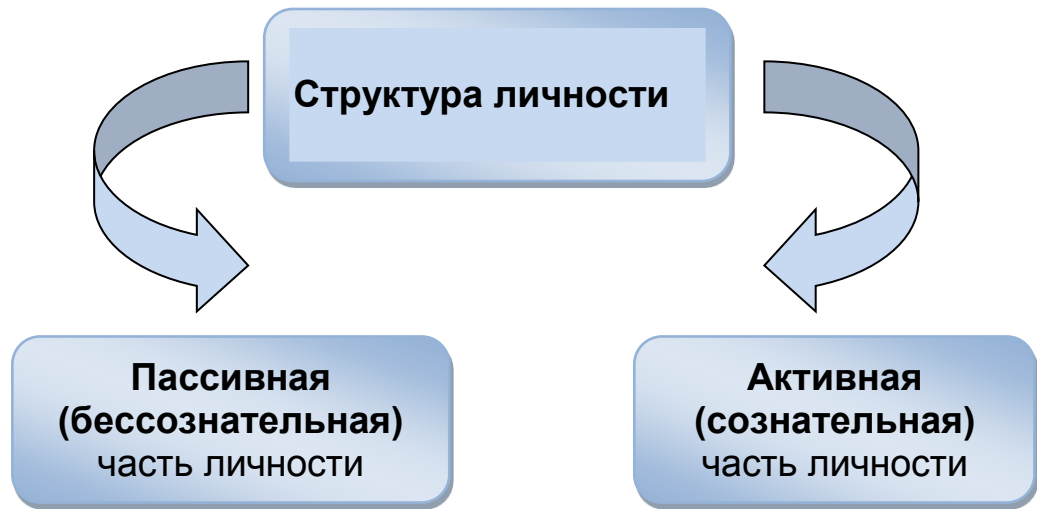 Структура личности
Пассивная
(бессознательная)
часть личности
Активная
(сознательная)
часть личности